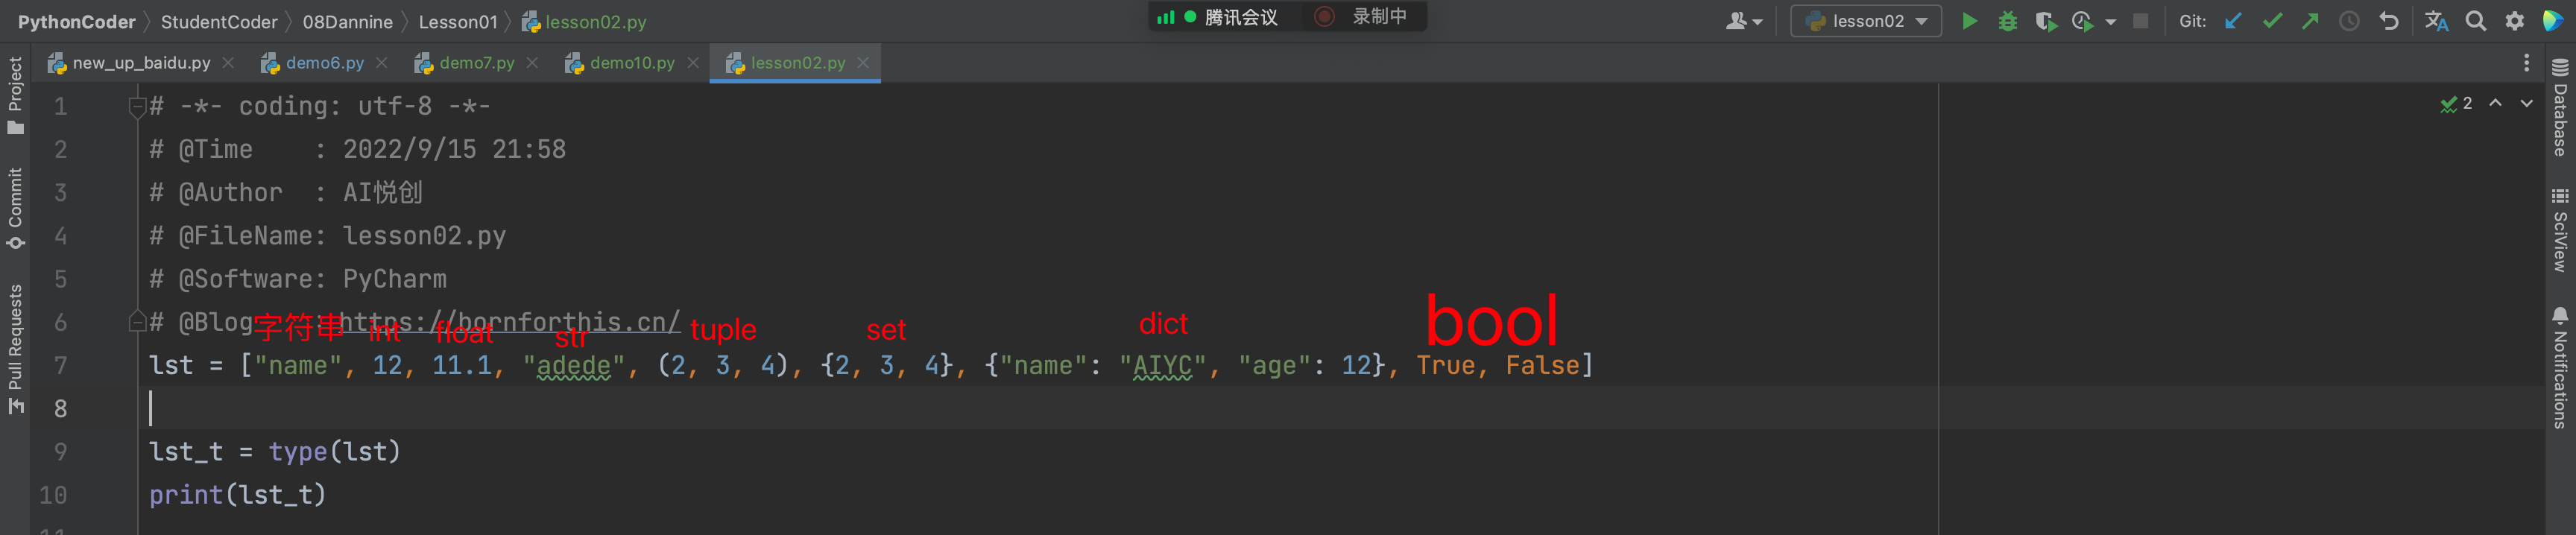 PythonCoder StudentCoder 08Dannine Lesson01 lesson02.py
腾讯会议 录制中
lesson02 Git:
new_up_baidu.py demo6.py demo7.py demo10.py lesson02.py
Project
Commit
Pull Requests
Database
SciView
Notifications
2
1 # -*- coding: utf-8 -*-
2 # @Time : 2022/9/15 21:58
3 # @Author : AI悦创
4 # @FileName: lesson02.py
5 # @Software: PyCharm
6 # @Blog : https://bornforthis.cn/
字符串 int float str tuple set dict bool
7 lst = ["name", 12, 11.1, "adede", (2, 3, 4), {2, 3, 4}, {"name": "AIYC", "age": 12}, True, False]
8
9 lst_t = type(lst)
10 print(lst_t)